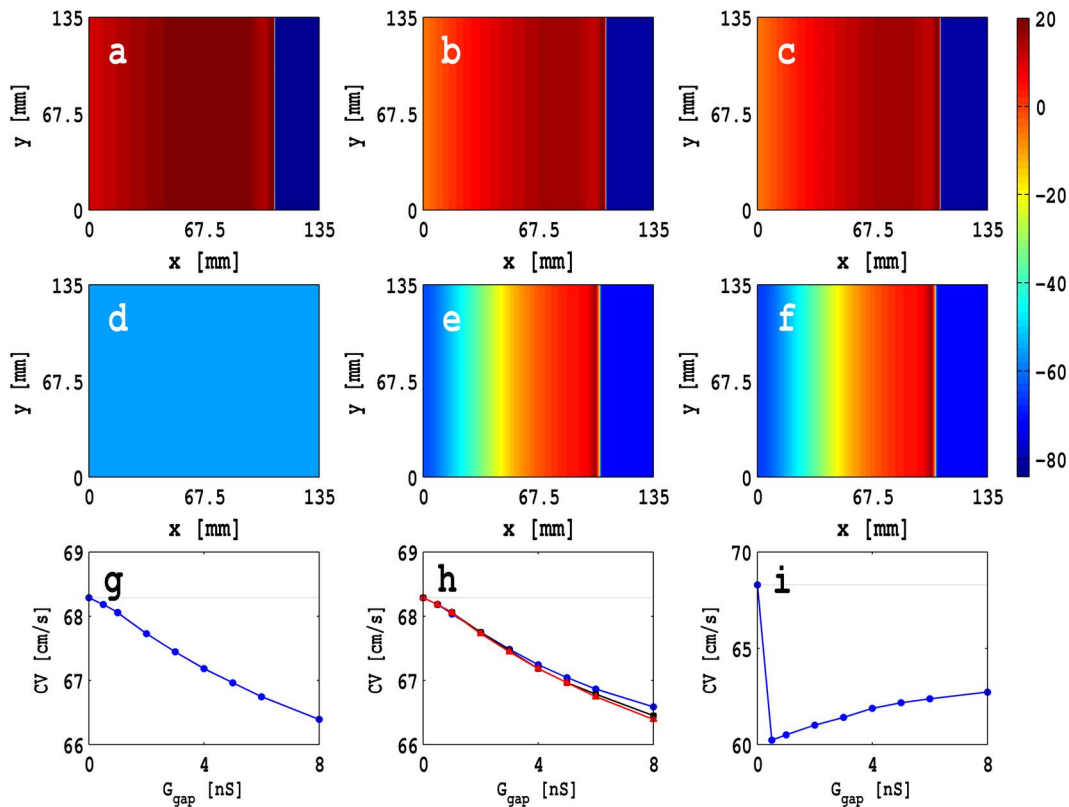 135 135 135 20
a b c
y [mm] 67.5 y [mm] 67.5 y [mm] 67.5 0
0 0 0
0 67.5 135 0 67.5 135 0 67.5 135
x [mm] x [mm] x [mm] -20
135 135 135
d e f -40
y [mm] 67.5 y [mm] 67.5 y [mm] 67.5
-60
0 0 0 -80
0 67.5 135 0 67.5 135 0 67.5 135
x [mm] x [mm] x [mm]
69 69 70
g h i
CV [cm/s] 68 CV [cm/s] 68 CV [cm/s] 65
67 67
66 66 60
0 4 8 0 4 8 0 4 8
Ggap [nS] Ggap [nS] Ggap [nS]